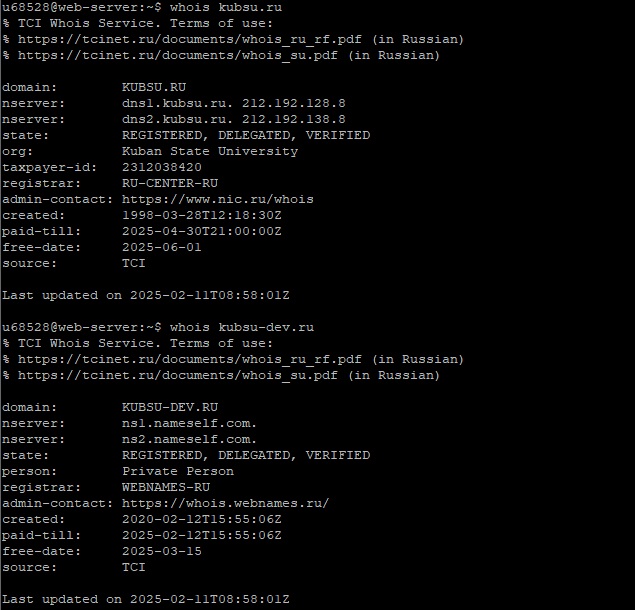 u68528@web-server:~$ whois kubsu.ru
% TCI Whois Service. Terms of use:
% https://tcinet.ru/documents/whois_ru_rf.pdf (in Russian)
% https://tcinet.ru/documents/whois_su.pdf (in Russian)
domain: KUBSU.RU
nserver: dns1.kubsu.ru. 212.192.128.8
nserver: dns2.kubsu.ru. 212.192.138.8
state: REGISTERED, DELEGATED, VERIFIED
org: Kuban State University
taxpayer-id: 2312038420
registrar: RU-CENTER-RU
admin-contact: https://www.nic.ru/whois
created: 1998-03-28T12:18:30Z
paid-till: 2025-04-30T21:00:00Z
free-date: 2025-06-01
source: TCI
Last updated on 2025-02-11T08:58:01Z
u68528@web-server:~$ whois kubsu-dev.ru
% TCI Whois Service. Terms of use:
% https://tcinet.ru/documents/whois_ru_rf.pdf (in Russian)
% https://tcinet.ru/documents/whois_su.pdf (in Russian)
domain: KUBSU-DEV.RU
nserver: ns1.nameself.com.
nserver: ns2.nameself.com.
state: REGISTERED, DELEGATED, VERIFIED
person: Private Person
registrar: WEBNAMES-RU
admin-contact: https://whois.webnames.ru/
created: 2020-02-12T15:55:06Z
paid-till: 2025-02-12T15:55:06Z
free-date: 2025-03-15
source: TCI
Last updated on 2025-02-11T08:58:01Z